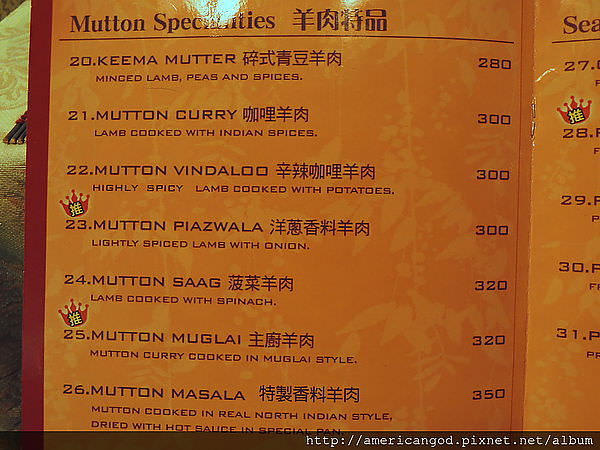 Mutton Specialities 羊肉特品
20.KEEMA MUTTER 碎式青豆羊肉 280
MINCED LAMB, PEAS AND SPICES.
21.MUTTON CURRY 咖哩羊肉 300
LAMB COOKED WITH INDIAN SPICES.
22.MUTTON VINDALOO 辛辣咖哩羊肉 300
HIGHLY SPICY LAMB COOKED WITH POTATOES.
推
23.MUTTON PIAZWALA 洋蔥香料羊肉 300
LIGHTLY SPICED LAMB WITH ONION.
24.MUTTON SAAG 菠菜羊肉 320
LAMB COOKED WITH SPINACH.
推
25.MUTTON MUGLAI 主廚羊肉 320
MUTTON CURRY COOKED IN MUGLAI STYLE.
26.MUTTON MASALA 特製香料羊肉 350
MUTTON COOKED IN REAL NORTH INDIAN STYLE,
DRIED WITH HOT SAUCE IN SPECIAL PAN.
Sea
27.
推
28.
29.
30.
31.
http://americangod.pixnet.net/album